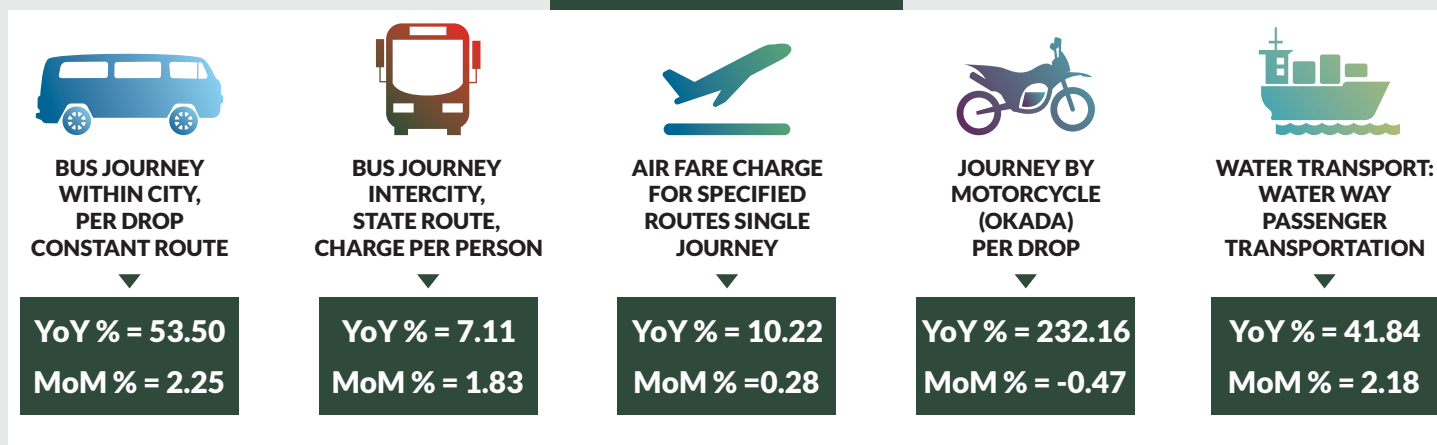 BUS JOURNEY
WITHIN CITY,
PER DROP
CONSTANT ROUTE
YoY % = 53.50
MoM % = 2.25
BUS JOURNEY
INTERCITY,
STATE ROUTE,
CHARGE PER PERSON
YoY % = 7.11
MoM % = 1.83
AIR FARE CHARGE
FOR SPECIFIED
ROUTES SINGLE
JOURNEY
YoY % = 10.22
MoM % =0.28
JOURNEY BY
MOTORCYCLE
(OKADA)
PER DROP
YoY % = 232.16
MoM % = -0.47
WATER TRANSPORT:
WATER WAY
PASSENGER
TRANSPORTATION
YoY % = 41.84
MoM % = 2.18